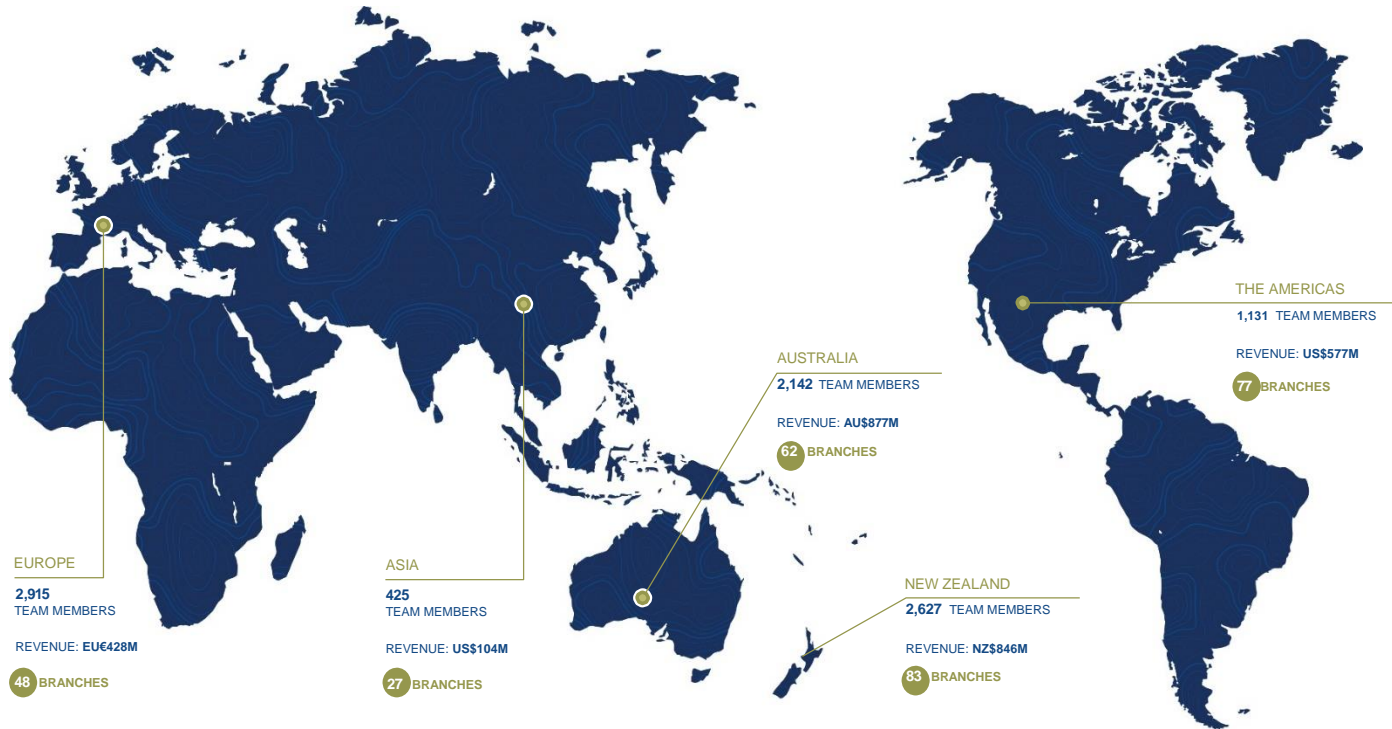 THE AMERICAS
1,131 TEAM MEMBERS
REVENUE: US$577M
77 BRANCHES
AUSTRALIA
2,142 TEAM MEMBERS
REVENUE: AU$877M
62 BRANCHES
EUROPE
2,915
TEAM MEMBERS
REVENUE: EU€428M
48 BRANCHES
ASIA
425
TEAM MEMBERS
REVENUE: US$104M
27 BRANCHES
NEW ZEALAND
2,627 TEAM MEMBERS
REVENUE: NZ$846M
83 BRANCHES